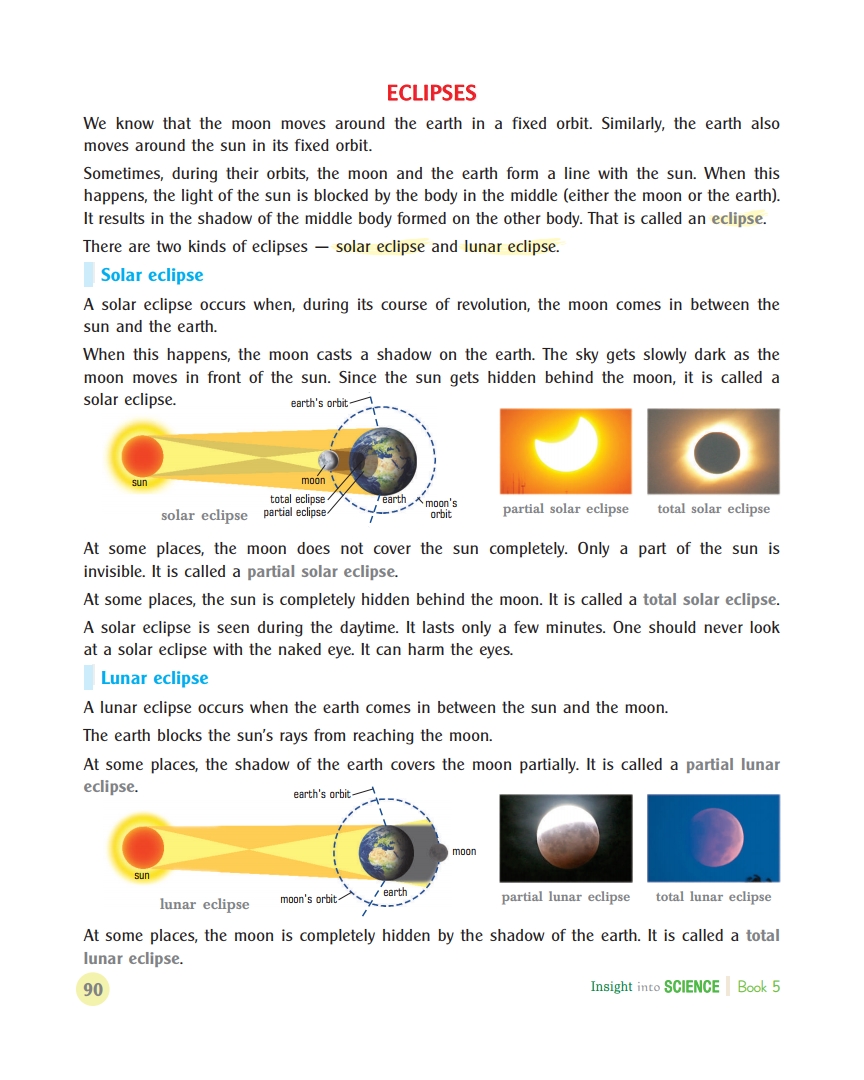 ECLIPSES
We know that the moon moves around the earth in a fixed orbit. Similarly, the earth also
moves around the sun in its fixed orbit.
Sometimes, during their orbits, the moon and the earth form a line with the sun. When this
happens, the light of the sun is blocked by the body in the middle (either the moon or the earth).
It results in the shadow of the middle body formed on the other body. That is called an eclipse.
There are two kinds of eclipses — solar eclipse and lunar eclipse.
Solar eclipse
A solar eclipse occurs when, during its course of revolution, the moon comes in between the
sun and the earth.
When this happens, the moon casts a shadow on the earth. The sky gets slowly dark as the
moon moves in front of the sun. Since the sun gets hidden behind the moon, it is called a
solar eclipse.
earth's orbit
sun
moon
total eclipse
partial eclipse
earth
moon's
orbit
solar eclipse
partial solar eclipse
total solar eclipse
At some places, the moon does not cover the sun completely. Only a part of the sun is
invisible. It is called a partial solar eclipse.
At some places, the sun is completely hidden behind the moon. It is called a total solar eclipse.
A solar eclipse is seen during the daytime. It lasts only a few minutes. One should never look
at a solar eclipse with the naked eye. It can harm the eyes.
Lunar eclipse
A lunar eclipse occurs when the earth comes in between the sun and the moon.
The earth blocks the sun's rays from reaching the moon.
At some places, the shadow of the earth covers the moon partially. It is called a partial lunar
eclipse.
earth's orbit
sun
moon
earth
moon's orbit
lunar eclipse
partial lunar eclipse
total lunar eclipse
At some places, the moon is completely hidden by the shadow of the earth. It is called a total
lunar eclipse.
90
Insight into SCIENCE Book 5